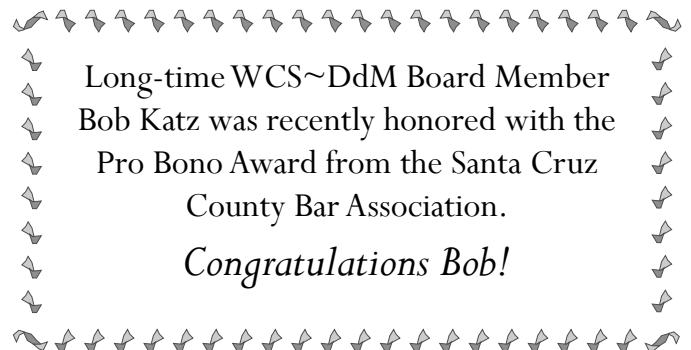 Long-time WCS~DdM Board Member
Bob Katz was recently honored with the
Pro Bono Award from the Santa Cruz
County Bar Association.
Congratulations Bob!